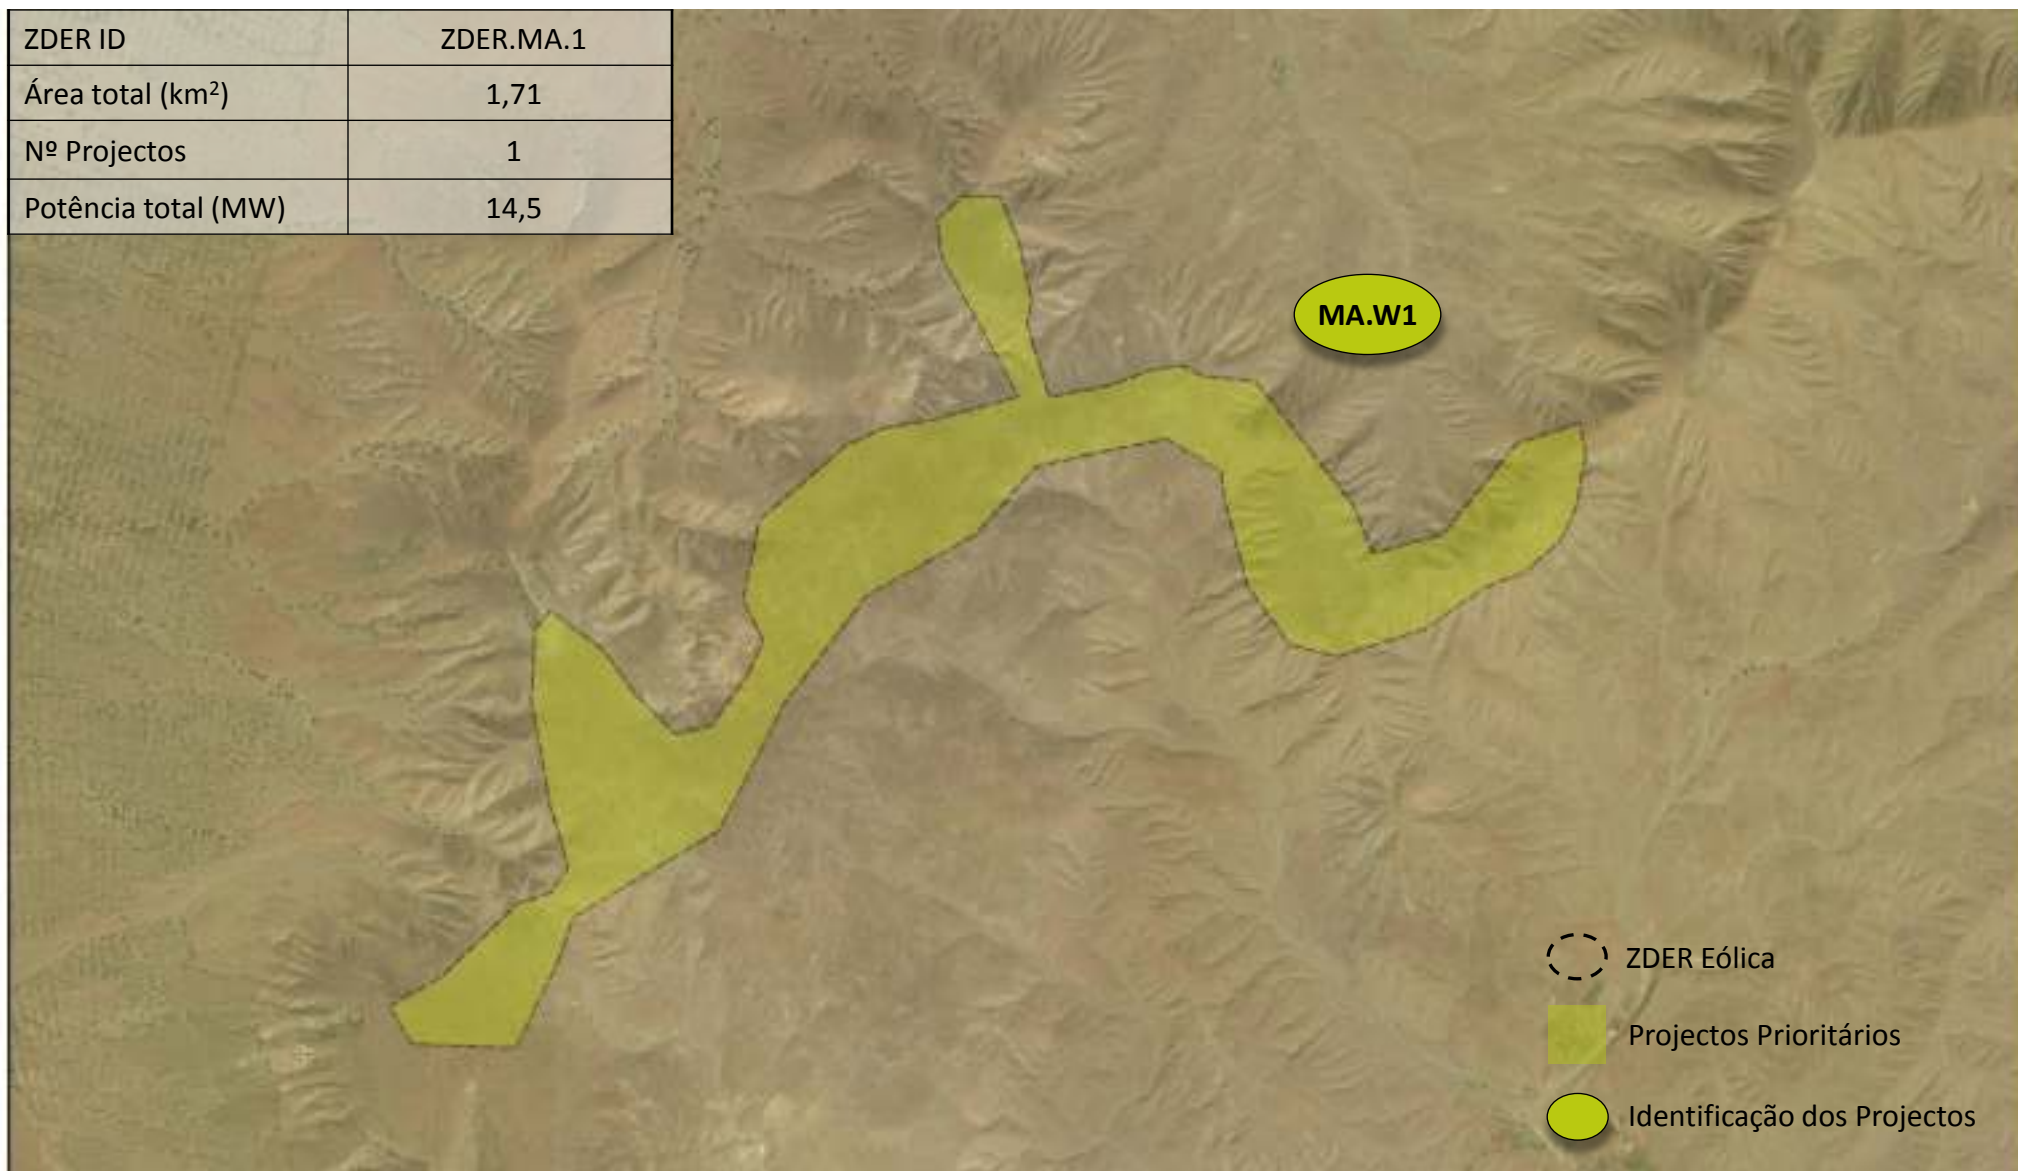 ZDER ID ZDER.MA.1
Área total (km²) 1,71
Nº Projectos 1
Potência total (MW) 14,5
MA.W1
ZDER Eólica
Projectos Prioritários
Identificação dos Projectos